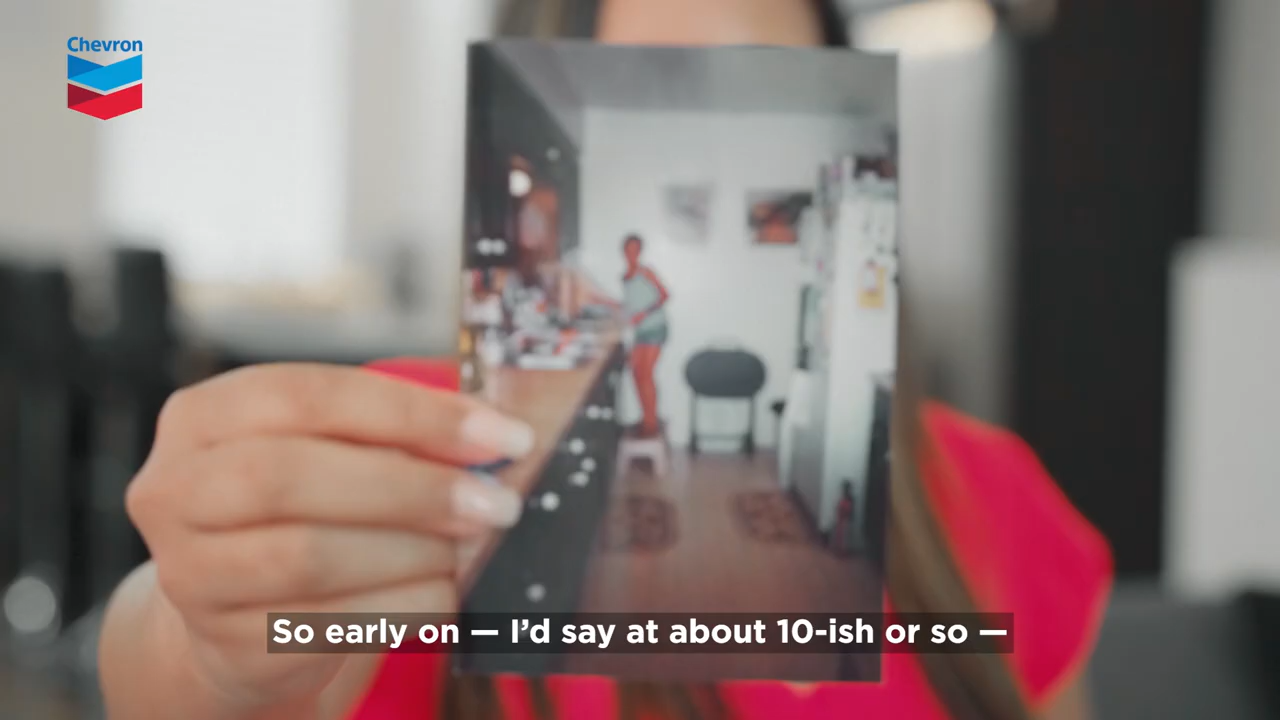 Chevron
So early on — I’d say at about 10-ish or so —